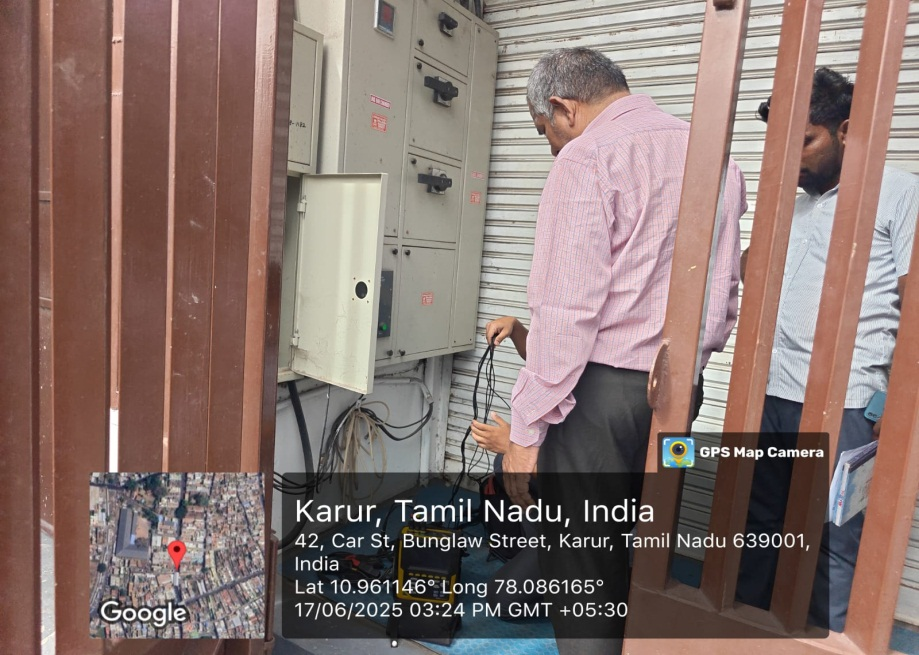 GPS Map Camera
Karur, Tamil Nadu, India
42, Car St, Bunglaw Street, Karur, Tamil Nadu 639001,
India
Lat 10.961146° Long 78.086165°
17/06/2025 03:24 PM GMT +05:30
Google